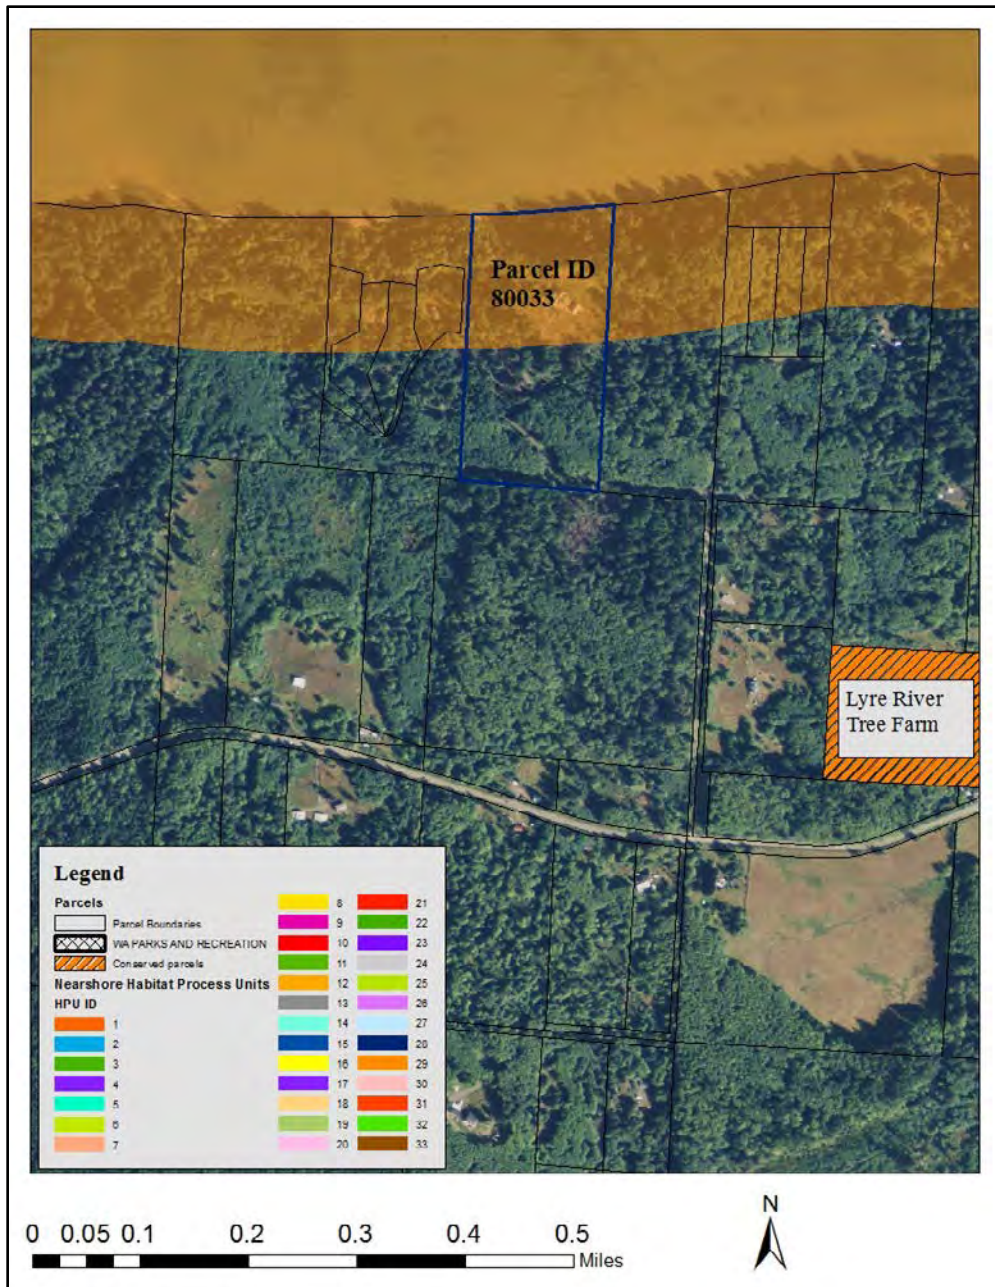 Parcel ID
80033
Lyre River
Tree Farm
Legend
Parcels
Parcel Boundaries
WA PARKS AND RECREATION
Conserved parcels
Nearshore Habitat Process Units
HPU ID
1
2
3
4
5
6
7
8
9
10
11
12
13
14
15
16
17
18
19
20
21
22
23
24
25
26
27
28
29
30
31
32
33
0 0.05 0.1 0.2 0.3 0.4 0.5
Miles
N